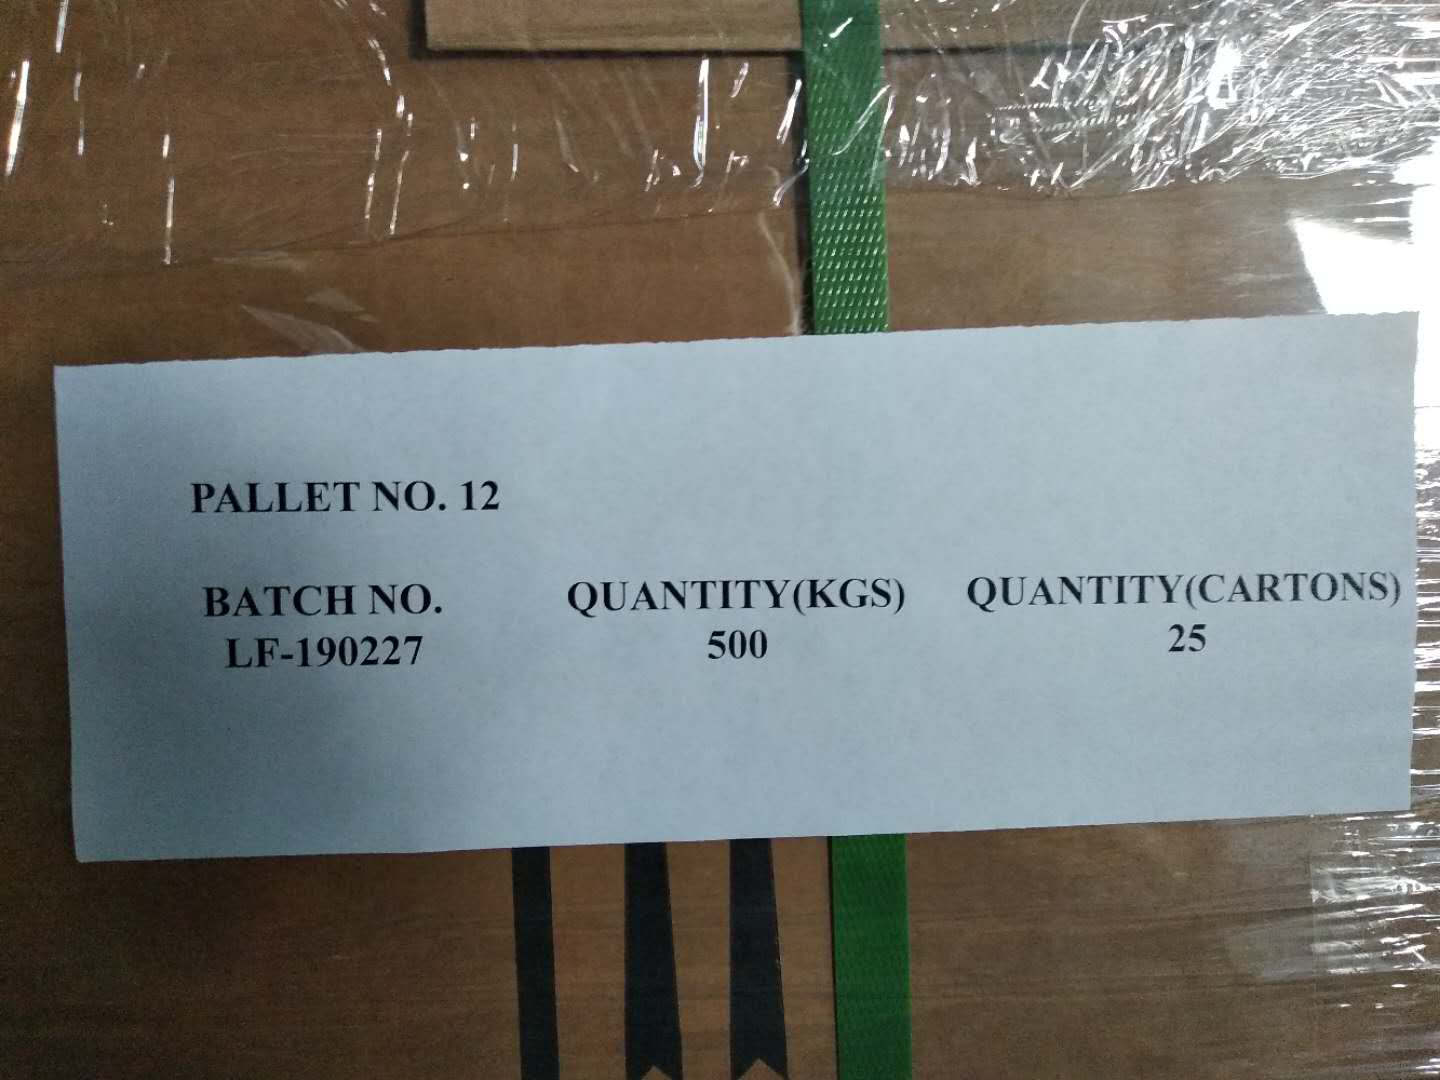 PALLET NO. 12
BATCH NO. QUANTITY(KGS) QUANTITY(CARTONS)
LF-190227 500 25